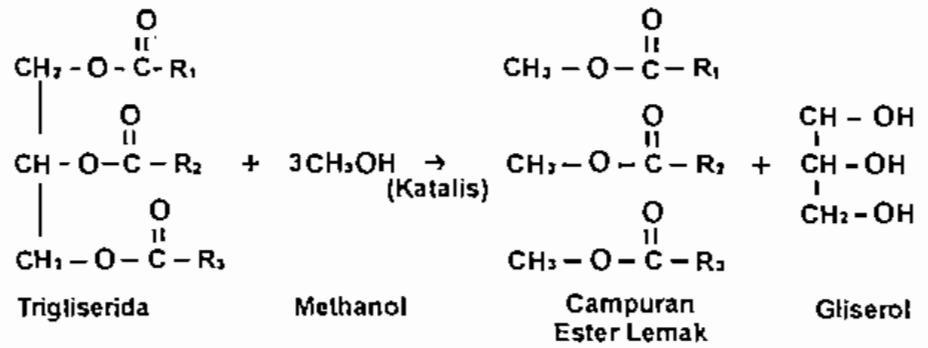 O O
CH₂ - O - C - R₁ CH₃ - O - C - R₁
O O CH - OH
CH - O - C - R₂ + 3CH₃OH → CH₃ - O - C - R₂ + CH - OH
(Katalis)
O O CH₂ - OH
CH₂ - O - C - R₃ CH₃ - O - C - R₃
Trigliserida Methanol Campuran Gliserol
Ester Lemak